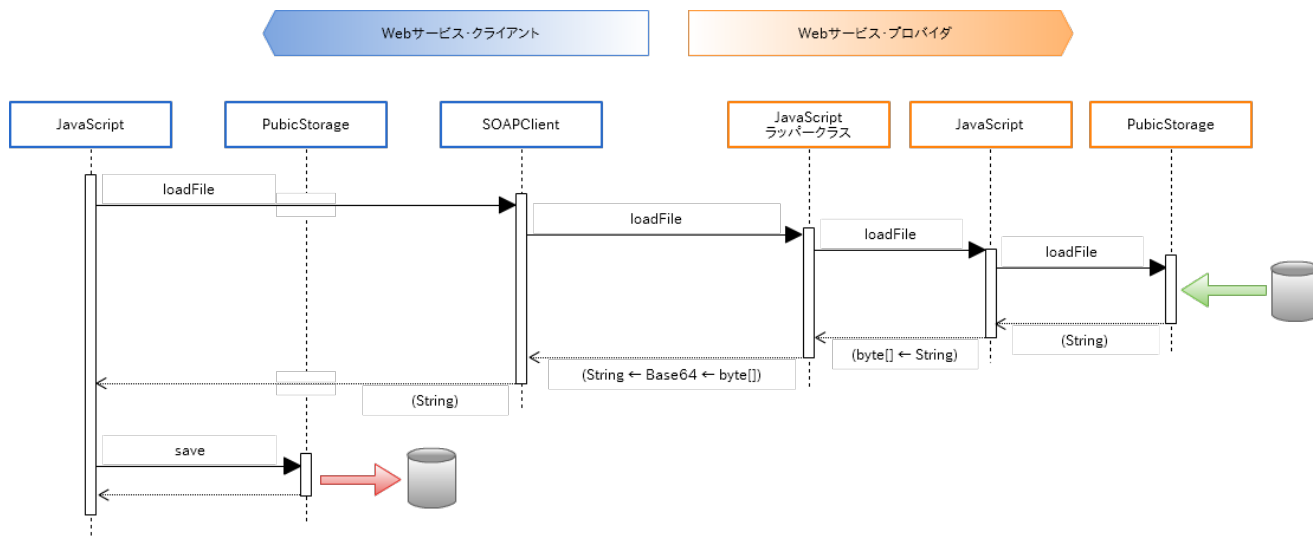 Webサービス・クライアント
Webサービス・プロバイダ
JavaScript
PubicStorage
SOAPClient
JavaScript
ラッパークラス
JavaScript
PubicStorage
loadFile
loadFile
loadFile
loadFile
(String)
(byte[] ← String)
(String ← Base64 ← byte[])
(String)
save